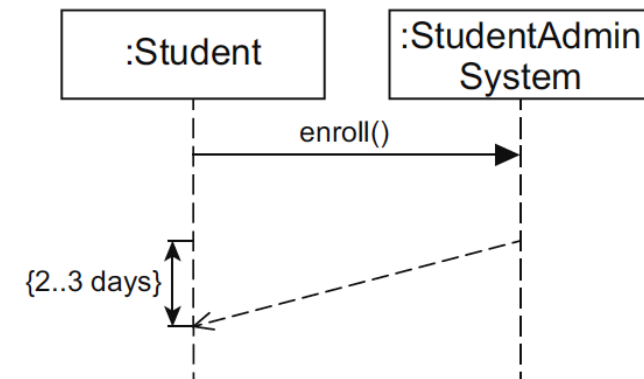 :Student
:StudentAdmin
System
enroll()
{2..3 days}